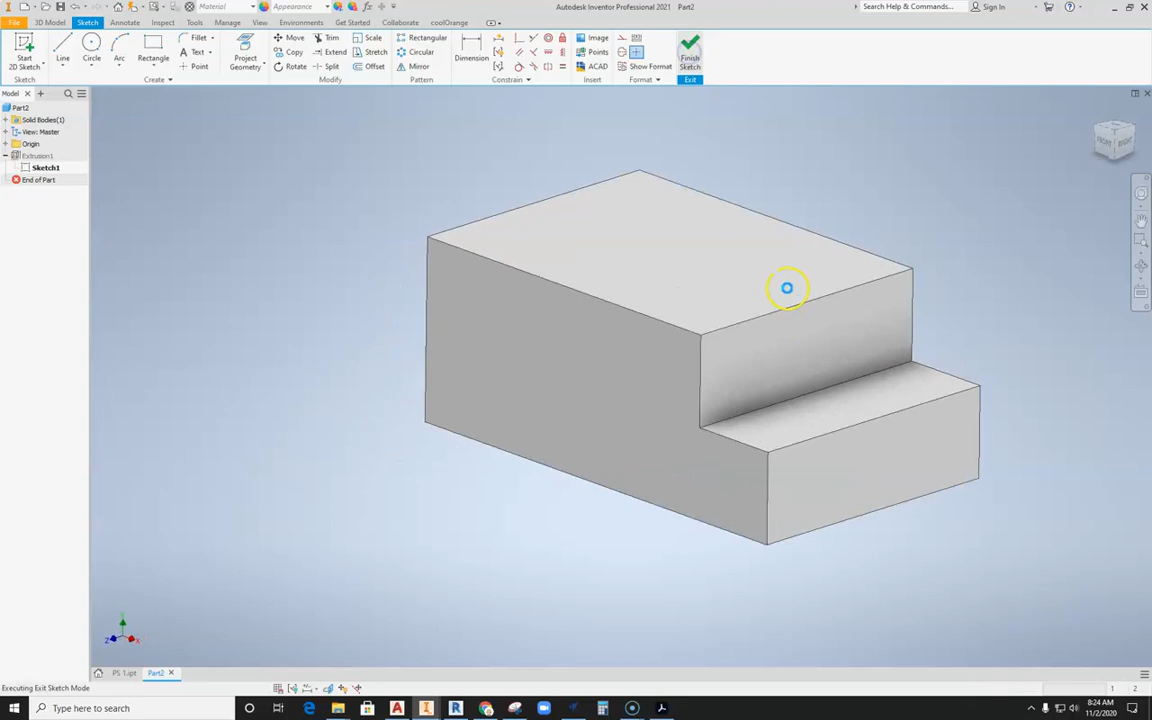 Material
Appearance
Autodesk Inventor Professional 2021 Part2
Search Help & Commands...
Sign In
File
3D Model
Sketch
Annotate
Inspect
Tools
Manage
View
Environments
Get Started
Collaborate
coolOrange
Start
2D Sketch
Line
Circle
Arc
Rectangle
Fillet
Text
Point
Project
Geometry
Move
Copy
Rotate
Trim
Extend
Split
Scale
Stretch
Offset
Rectangular
Circular
Mirror
Dimension
Image
Points
ACAD
Show Format
Finish
Sketch
Sketch
Create
Modify
Pattern
Constrain
Insert
Format
Exit
Model
Part2
Solid Bodies(1)
View: Master
Origin
Extrusion1
Sketch1
End of Part
FRONT
RIGHT
Y
Z
X
PS 1.ipt
Part2
Executing Exit Sketch Mode
1
2
Type here to search
8:24 AM
11/2/2020